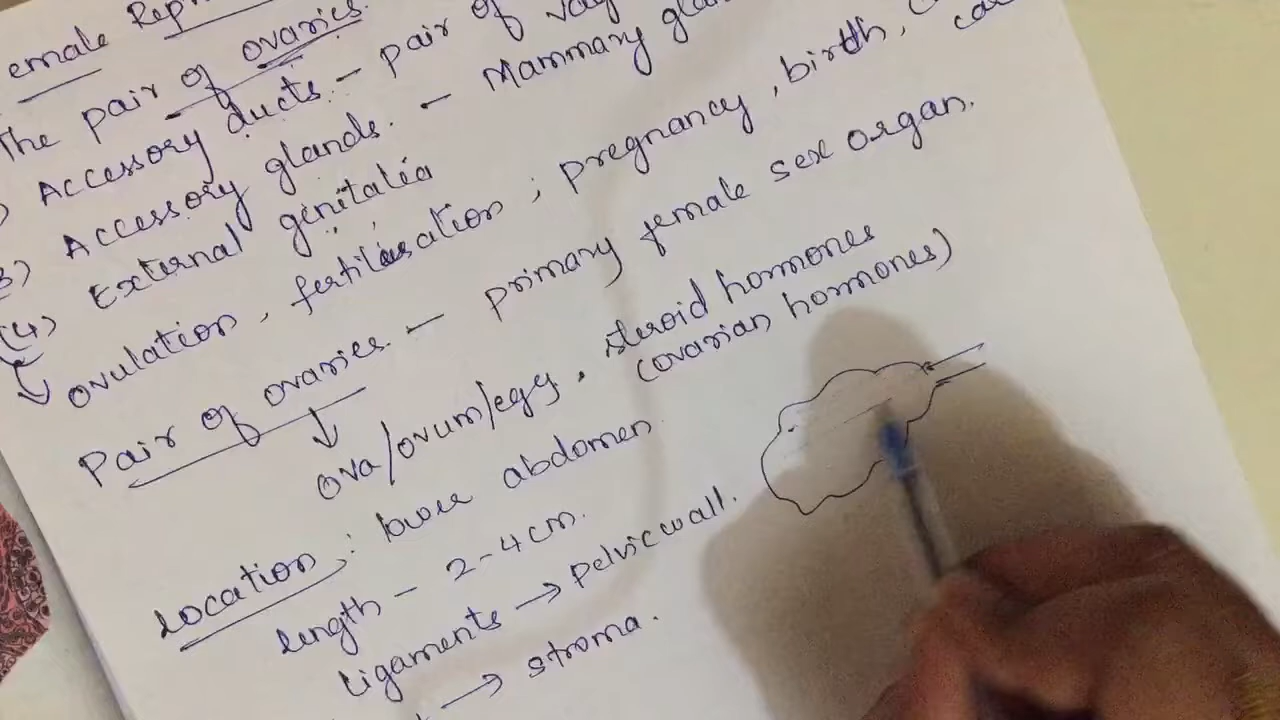 emale Rep
The pair of ovaries.
) Accessory ducts - pair of
3) Accessory glands. - Mammary glan
(4) External genitalia
ovulation, fertilisation; pregnancy, birth,
Pair of ovaries. - primary female sex organ.
ova/ovum/egg, steroid hormones
(ovarian hormones)
Location: lower abdomen
length - 2-4 cm.
ligaments → pelvic wall.
→ stroma.